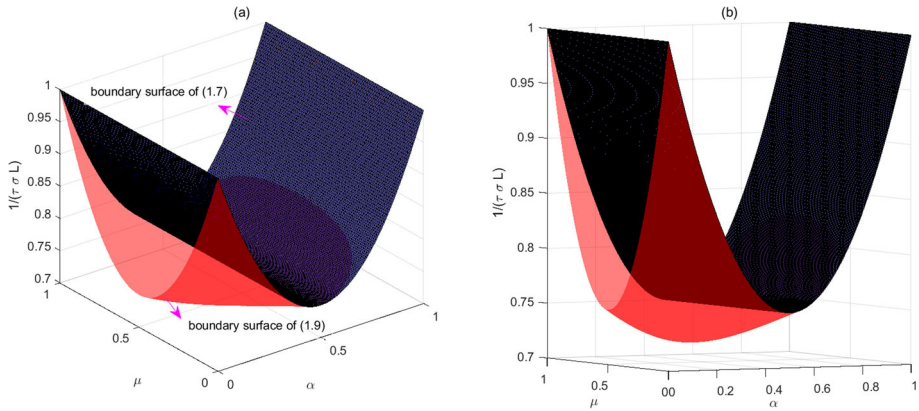 (a)
1
0.95
0.9
0.85
0.8
0.75
0.7
1/(τ σ L)
boundary surface of (1.7)
boundary surface of (1.9)
1
0.5
0
μ
0
0.5
1
α
(b)
1
0.95
0.9
0.85
0.8
0.75
0.7
1/(τ σ L)
1
0.5
0
μ
0
0.2
0.4
0.6
0.8
1
α